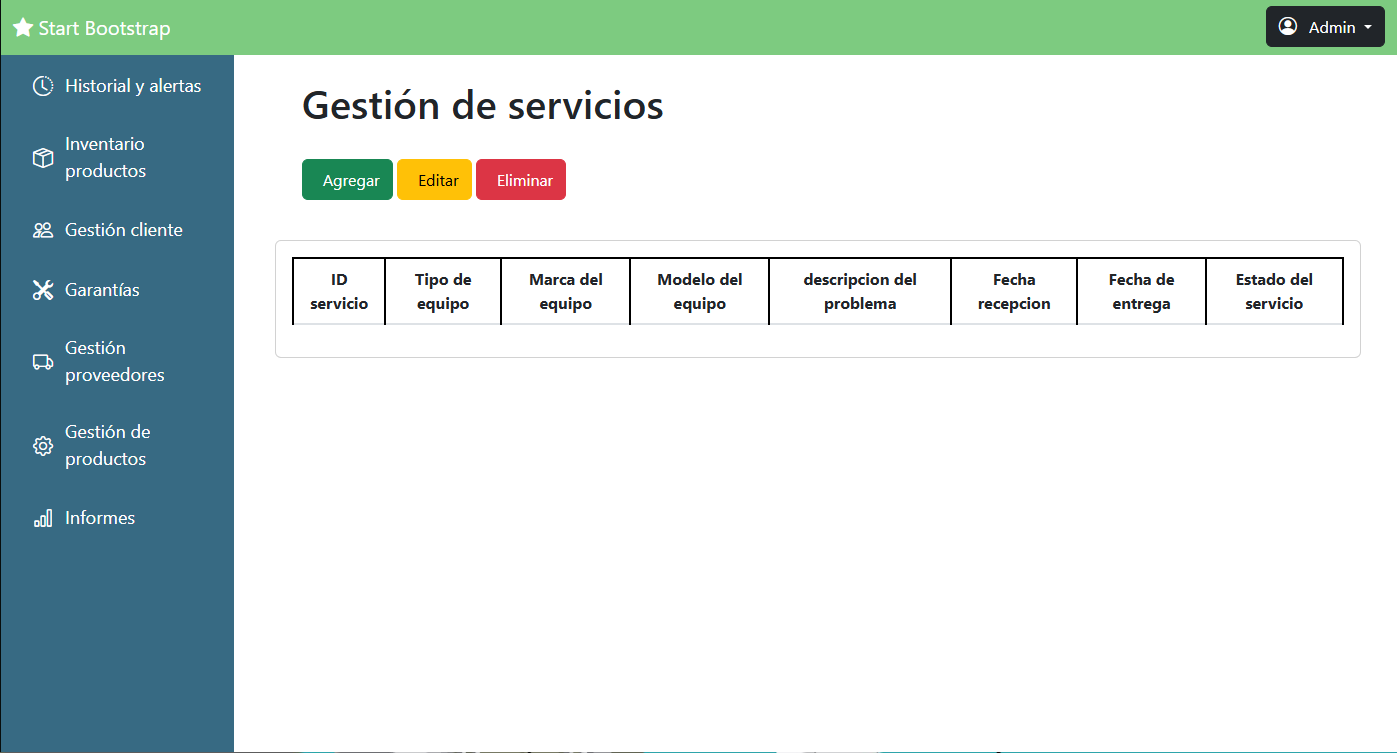 Start Bootstrap
Admin
Historial y alertas
Inventario
productos
Gestión cliente
Garantías
Gestión
proveedores
Gestión de
productos
Informes
Gestión de servicios
Agregar
Editar
Eliminar
ID
servicio
Tipo de
equipo
Marca del
equipo
Modelo del
equipo
descripcion del
problema
Fecha
recepcion
Fecha de
entrega
Estado del
servicio